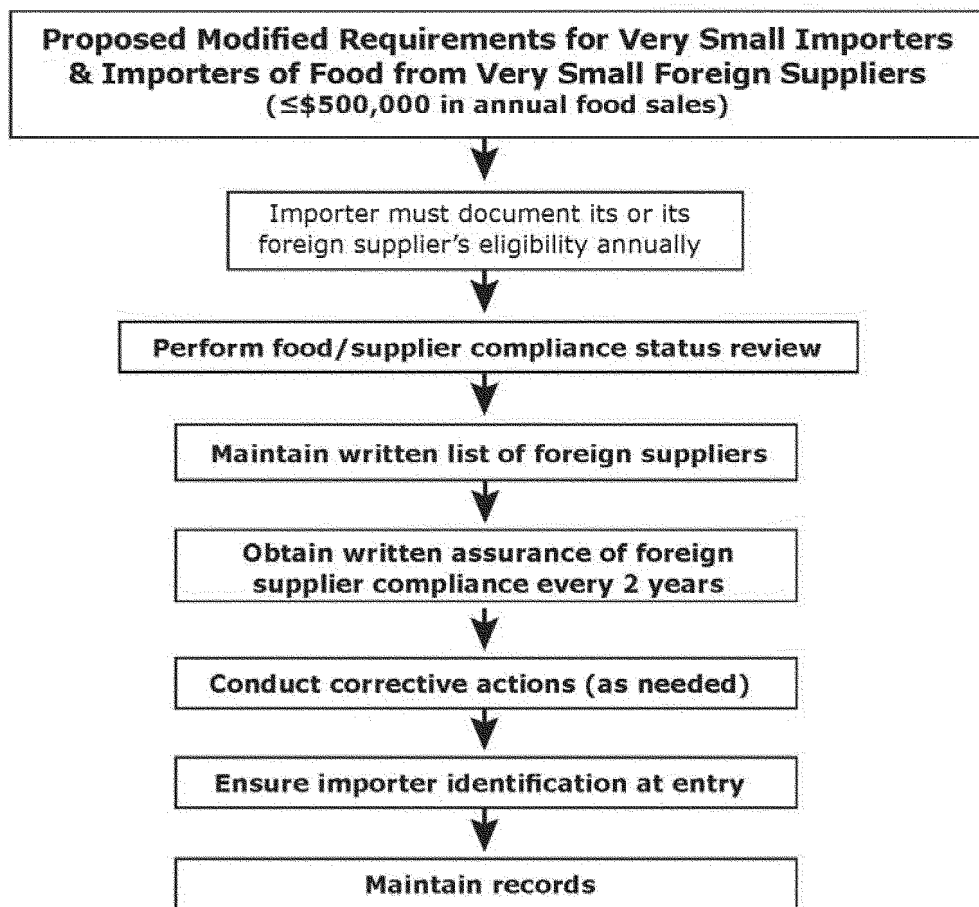 Proposed Modified Requirements for Very Small Importers
& Importers of Food from Very Small Foreign Suppliers
(≤$500,000 in annual food sales)
Importer must document its or its
foreign supplier’s eligibility annually
Perform food/supplier compliance status review
Maintain written list of foreign suppliers
Obtain written assurance of foreign
supplier compliance every 2 years
Conduct corrective actions (as needed)
Ensure importer identification at entry
Maintain records